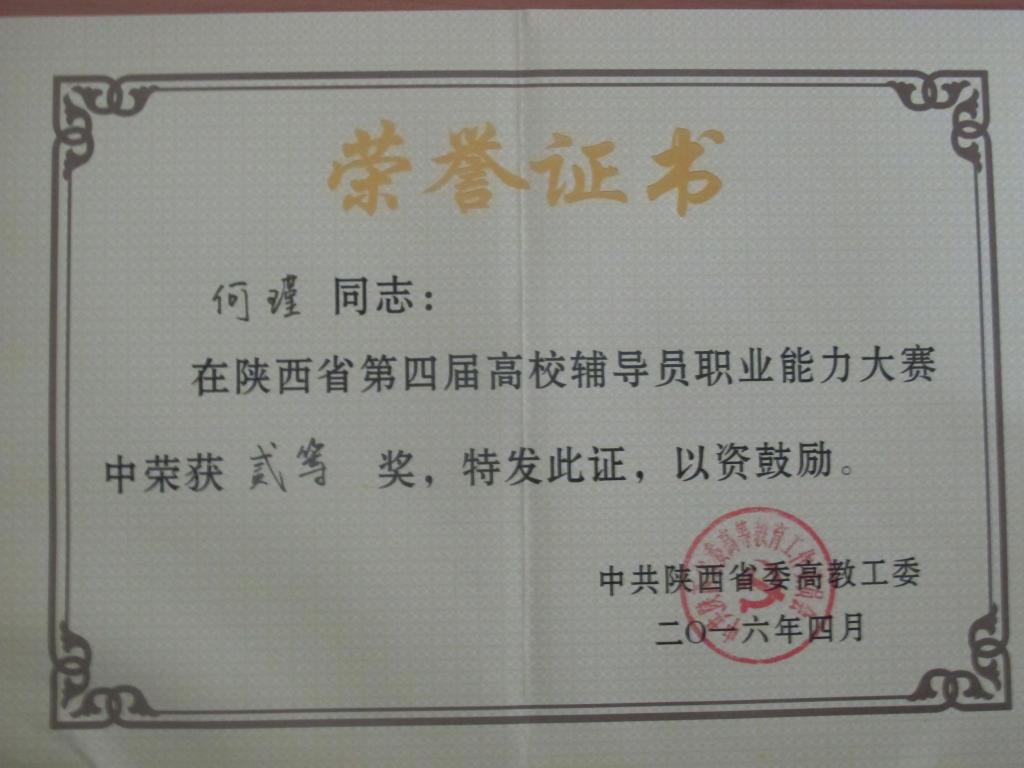 荣誉证书
何瑾 同志：
在陕西省第四届高校辅导员职业能力大赛
中荣获 贰等 奖，特发此证，以资鼓励。
中共陕西省委高教工委
二〇一六年四月